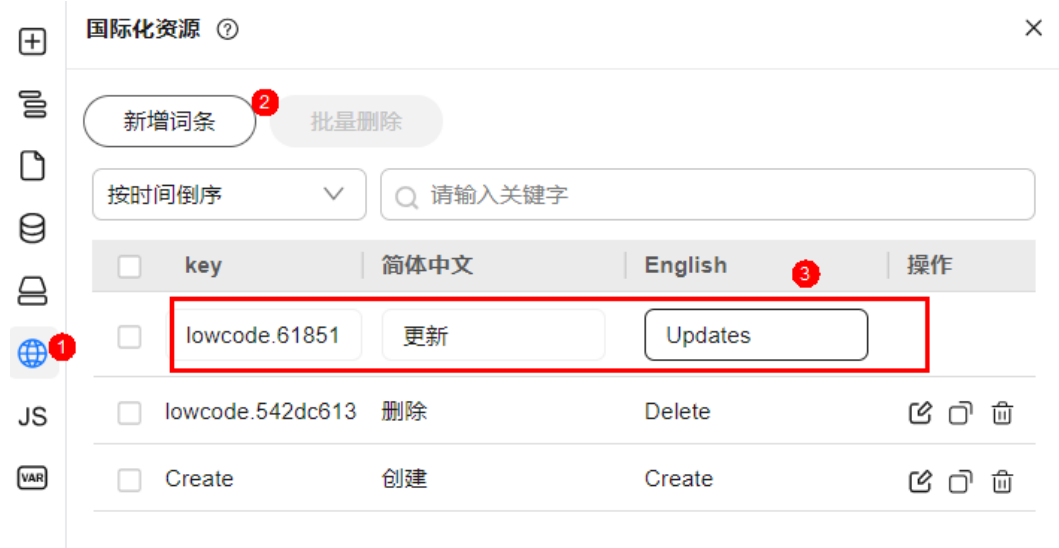 国际化资源
新增词条 2 批量删除
按时间倒序 请输入关键字
key 简体中文 English 3 操作
lowcode.61851 更新 Updates
1
lowcode.542dc613 删除 Delete
JS
Create 创建 Create
VAR